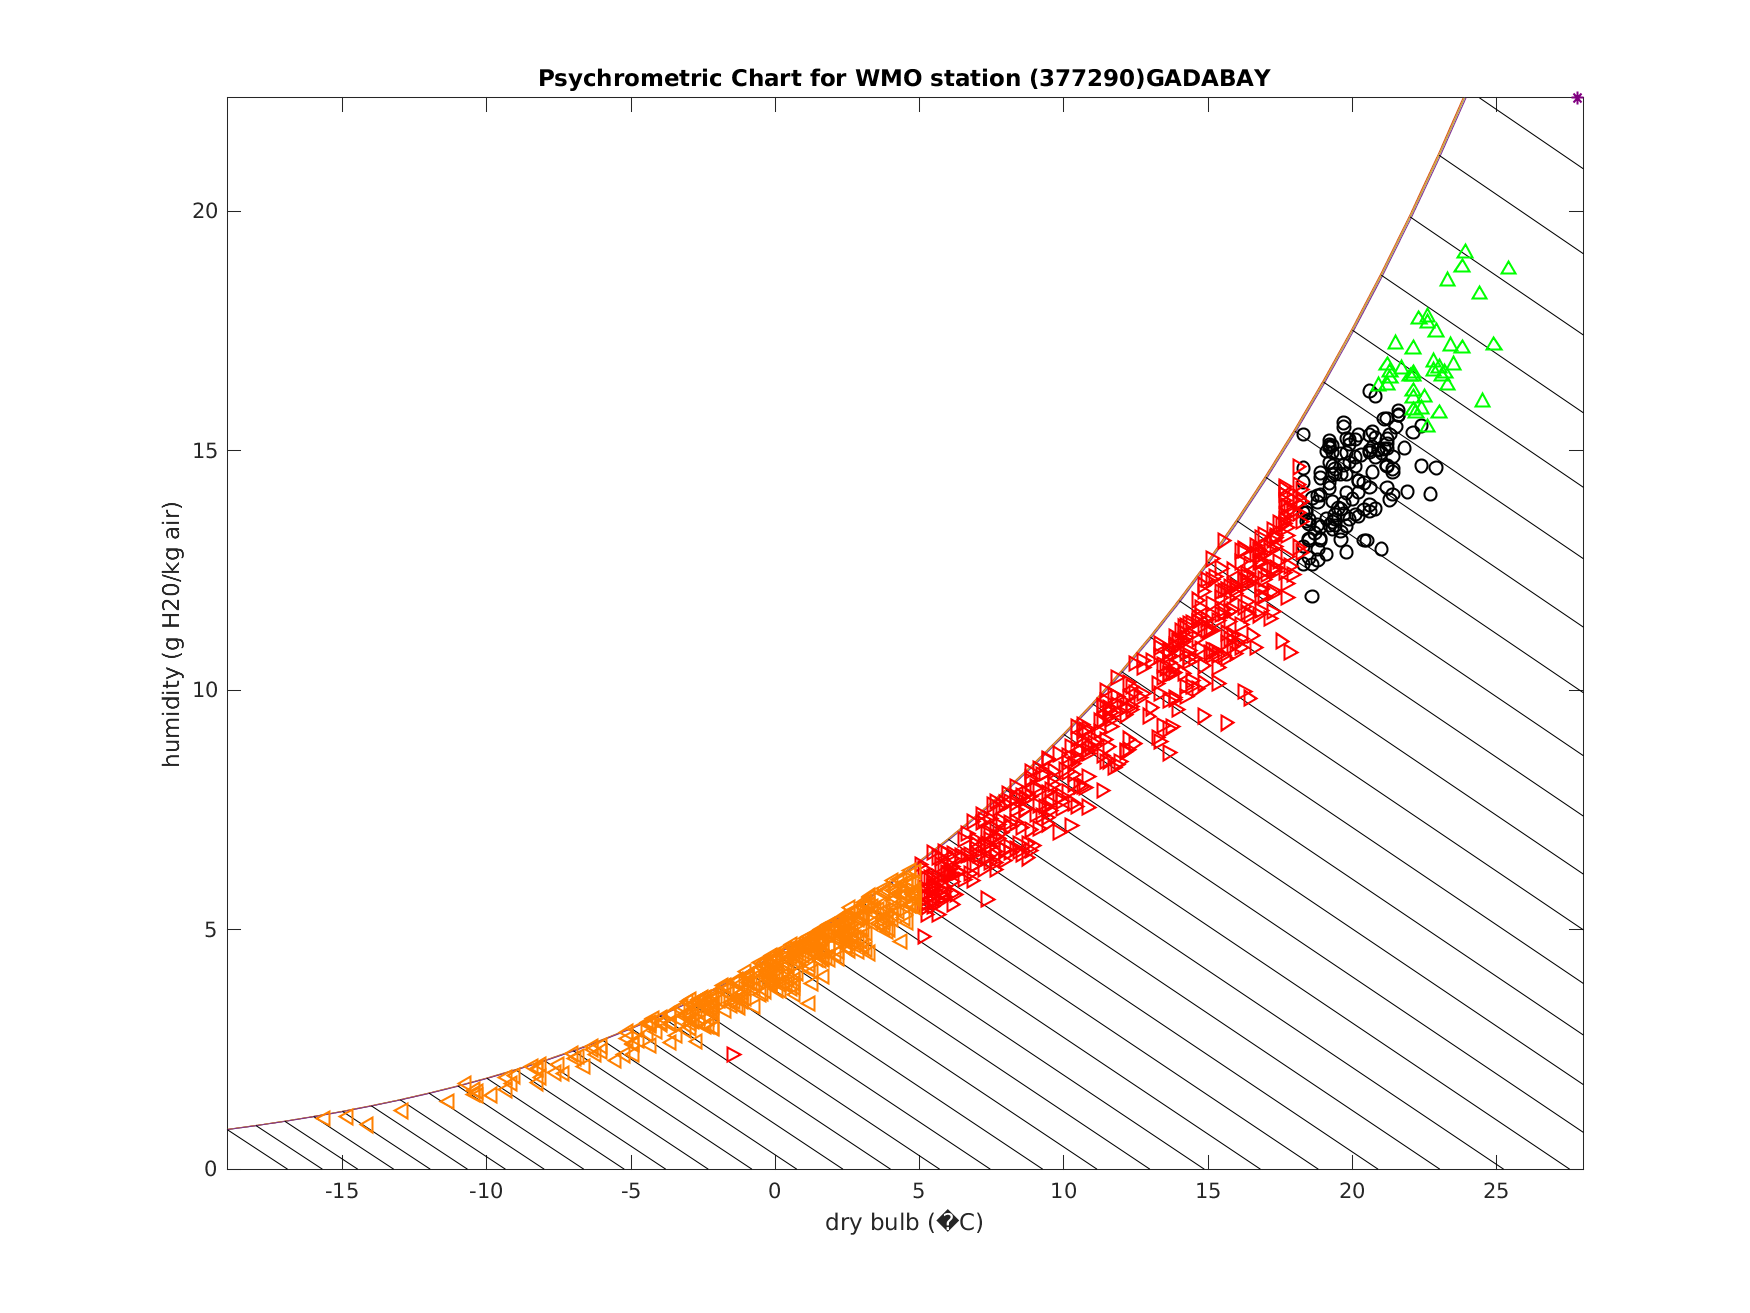 Psychrometric Chart for WMO station (377290)GADABAY
20
15
10
5
0
humidity (g H20/kg air)
-15 -10 -5 0 5 10 15 20 25
dry bulb (�C)